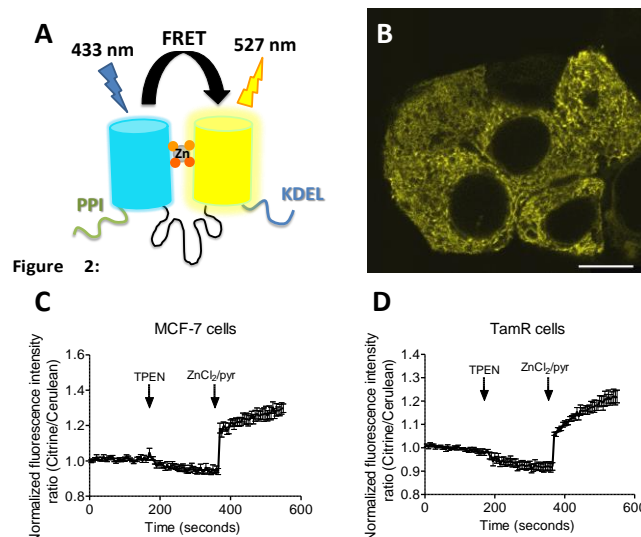 A
FRET
433 nm
527 nm
Zn
PPI
KDEL
B
Figure 2:
C
MCF-7 cells
Normalized fluorescence intensity
ratio (Citrine/Cerulean)
1.6
1.4
1.2
1.0
0.8
TPEN
ZnCl2/pyr
0
200
400
600
Time (seconds)
D
TamR cells
Normalized fluorescence intensity
ratio (Citrine/Cerulean)
1.4
1.3
1.2
1.1
1.0
0.9
0.8
TPEN
ZnCl2/pyr
0
200
400
600
Time (seconds)